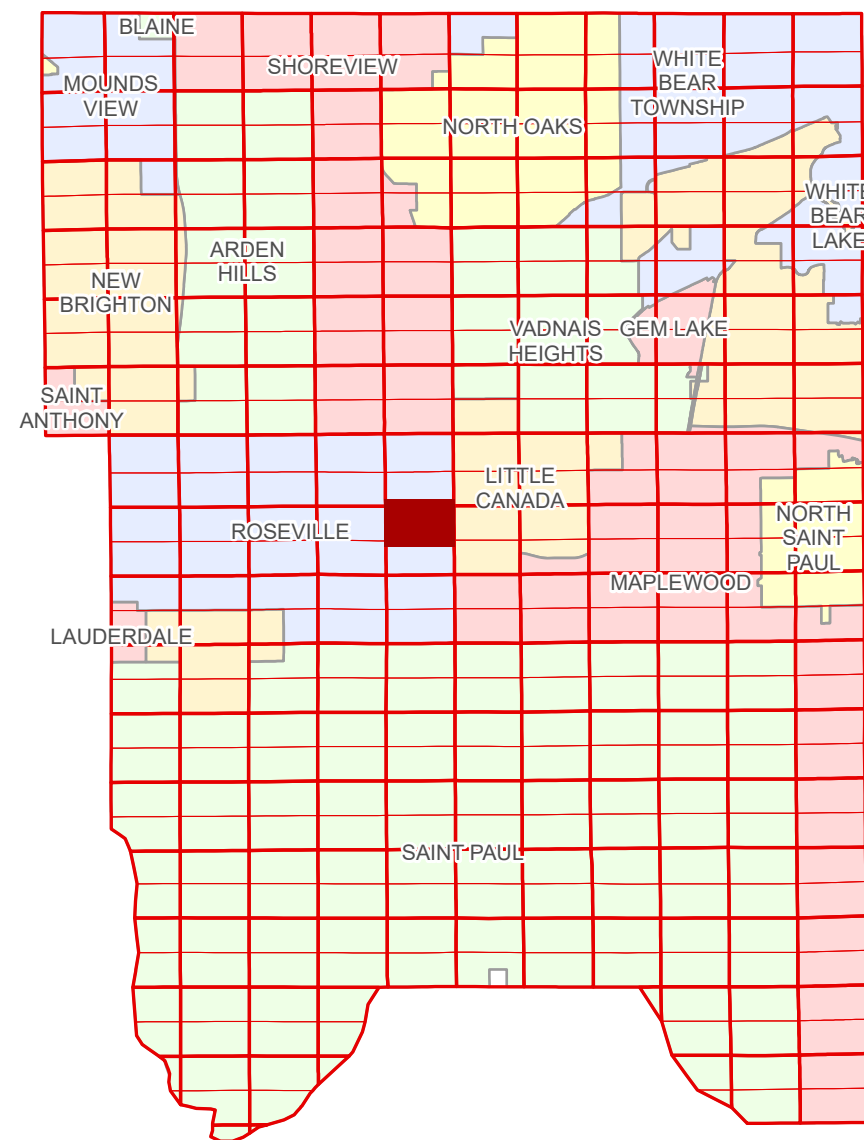 BLAINE
SHOREVIEW
MOUNDS
VIEW
WHITE
BEAR
TOWNSHIP
NORTH OAKS
WHITE
BEAR
LAKE
ARDEN
HILLS
NEW
BRIGHTON
VADNAIS
HEIGHTS
GEM LAKE
SAINT
ANTHONY
LITTLE
CANADA
ROSEVILLE
NORTH
SAINT
PAUL
MAPLEWOOD
LAUDERDALE
SAINT PAUL